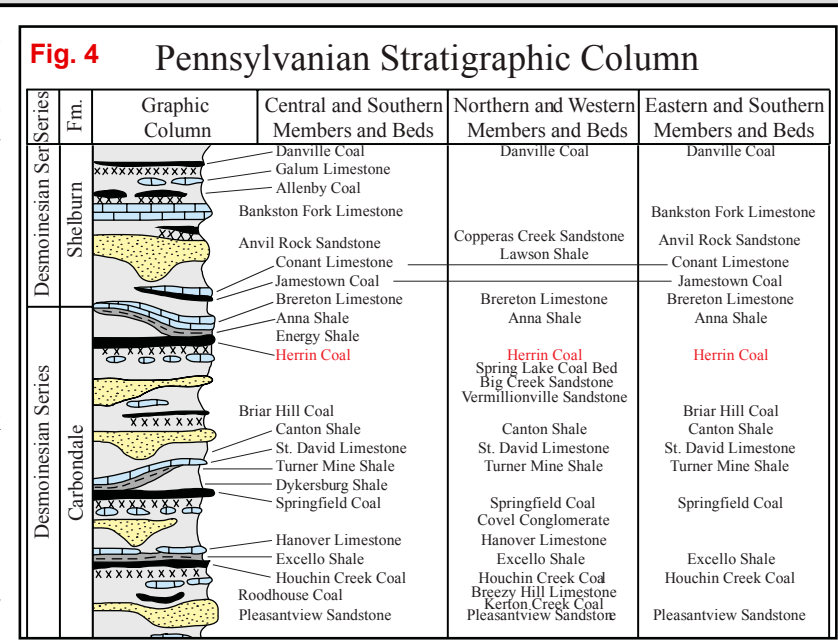 Fig. 4 Pennsylvanian Stratigraphic Column
Series
Fm.
Graphic Column
Central and Southern Members and Beds
Northern and Western Members and Beds
Eastern and Southern Members and Beds
Desmoinesian Ser
Shelburn
Desmoinesian Series
Carbondale
Danville Coal Danville Coal Danville Coal
Galum Limestone
Allenby Coal
Bankston Fork Limestone Bankston Fork Limestone
Anvil Rock Sandstone Copperas Creek Sandstone Anvil Rock Sandstone
Lawson Shale
Conant Limestone Conant Limestone
Jamestown Coal Jamestown Coal
Brereton Limestone Brereton Limestone Brereton Limestone
Anna Shale Anna Shale Anna Shale
Energy Shale
Herrin Coal Herrin Coal Herrin Coal
Spring Lake Coal Bed
Big Creek Sandstone
Vermillionville Sandstone
Briar Hill Coal Briar Hill Coal
Canton Shale Canton Shale Canton Shale
St. David Limestone St. David Limestone St. David Limestone
Turner Mine Shale Turner Mine Shale Turner Mine Shale
Dykersburg Shale
Springfield Coal Springfield Coal Springfield Coal
Covel Conglomerate
Hanover Limestone Hanover Limestone
Excello Shale Excello Shale Excello Shale
Houchin Creek Coal Houchin Creek Coal Houchin Creek Coal
Roodhouse Coal Breezy Hill Limestone
Kerton Creek Coal
Pleasantview Sandstone Pleasantview Sandstone Pleasantview Sandstone